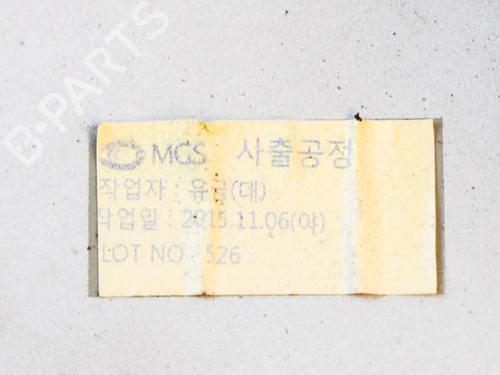 B-PARTS
MCS 사출공정
작업자 : 유금(대)
작업일 : 2015.11.06(야)
LOT NO : 526